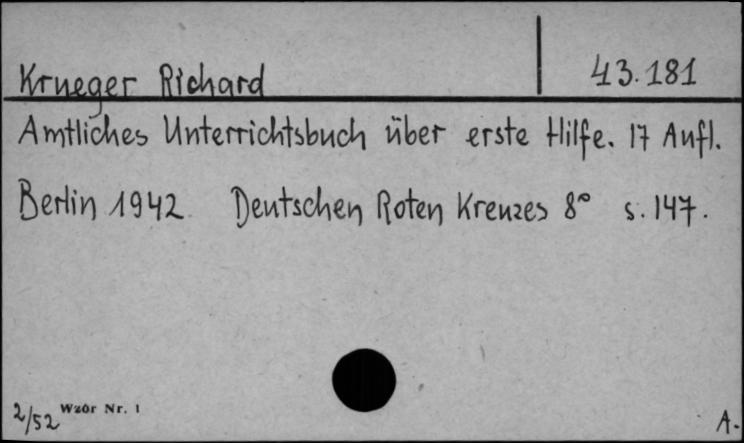 Krueger Richard 43.181
Amtliches Unterrichtsbuch über erste Hilfe. 17 Aufl.
Berlin 1942 Deutschen Roten Kreuzes 8° s. 147.
2/52 Wzór Nr. 1 A.